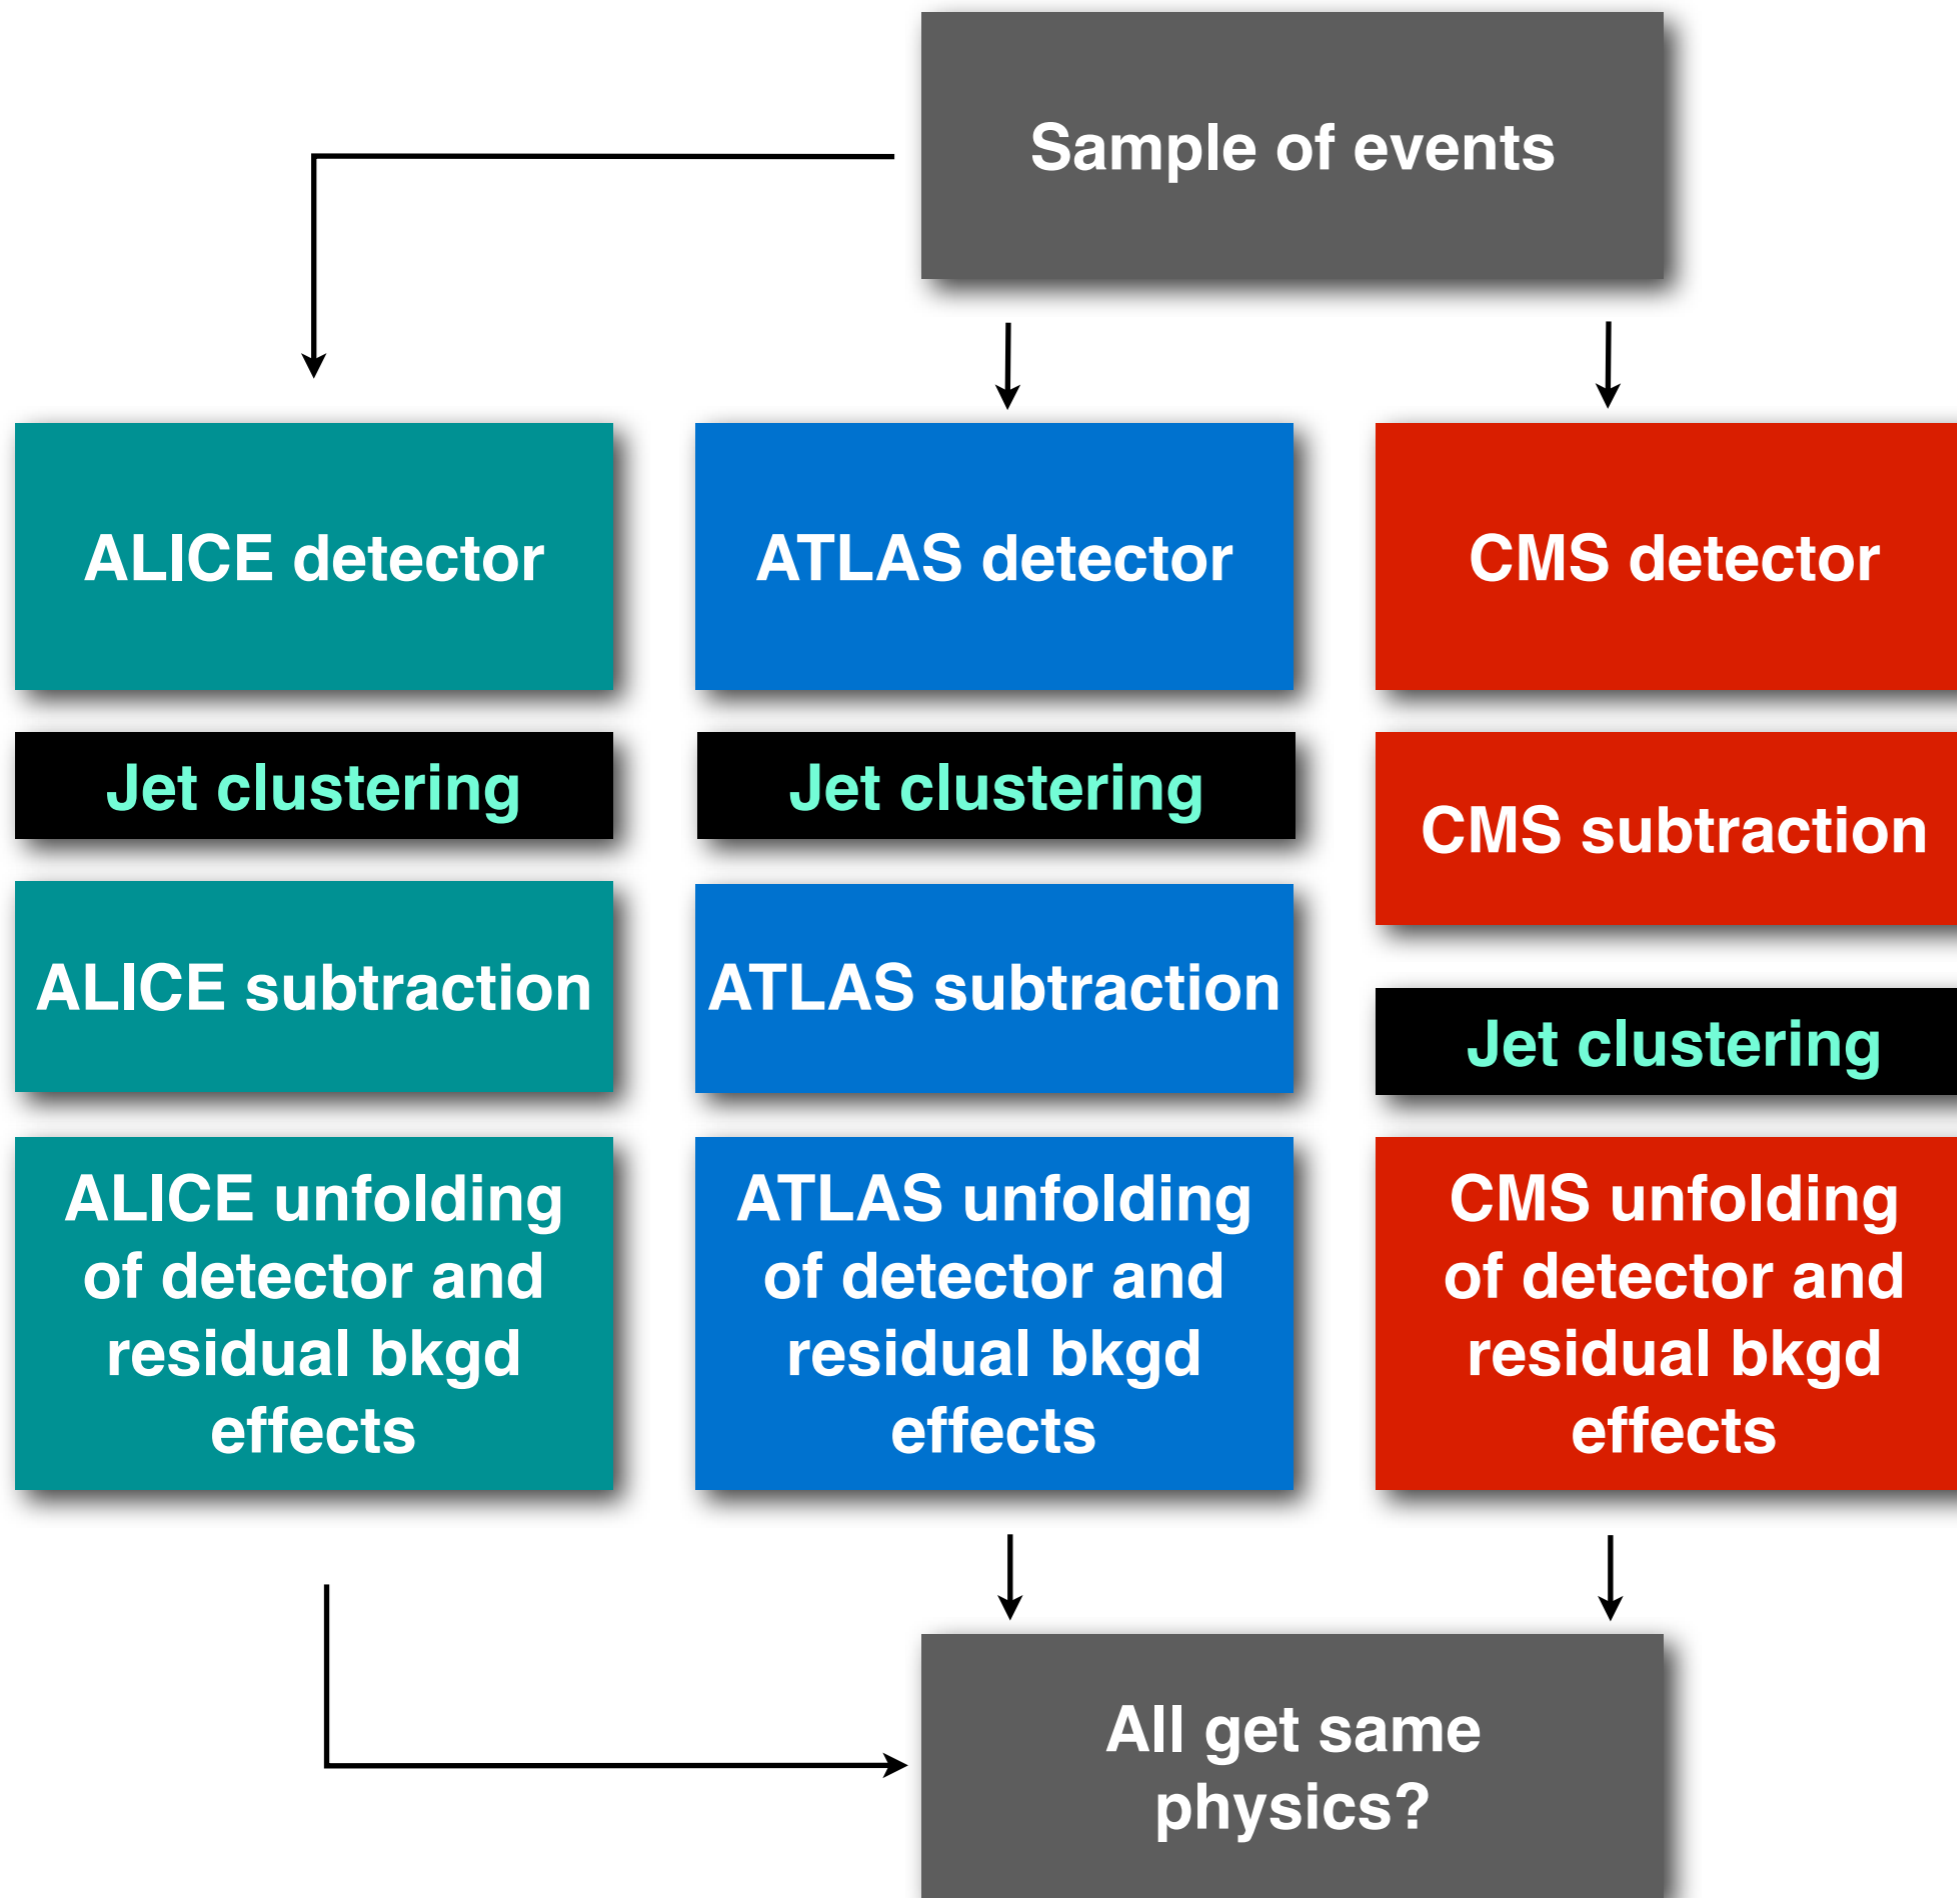 Sample of events
ALICE detector
ATLAS detector
CMS detector
Jet clustering
Jet clustering
CMS subtraction
ALICE subtraction
ATLAS subtraction
Jet clustering
ALICE unfolding
of detector and
residual bkgd
effects
ATLAS unfolding
of detector and
residual bkgd
effects
CMS unfolding
of detector and
residual bkgd
effects
All get same
physics?